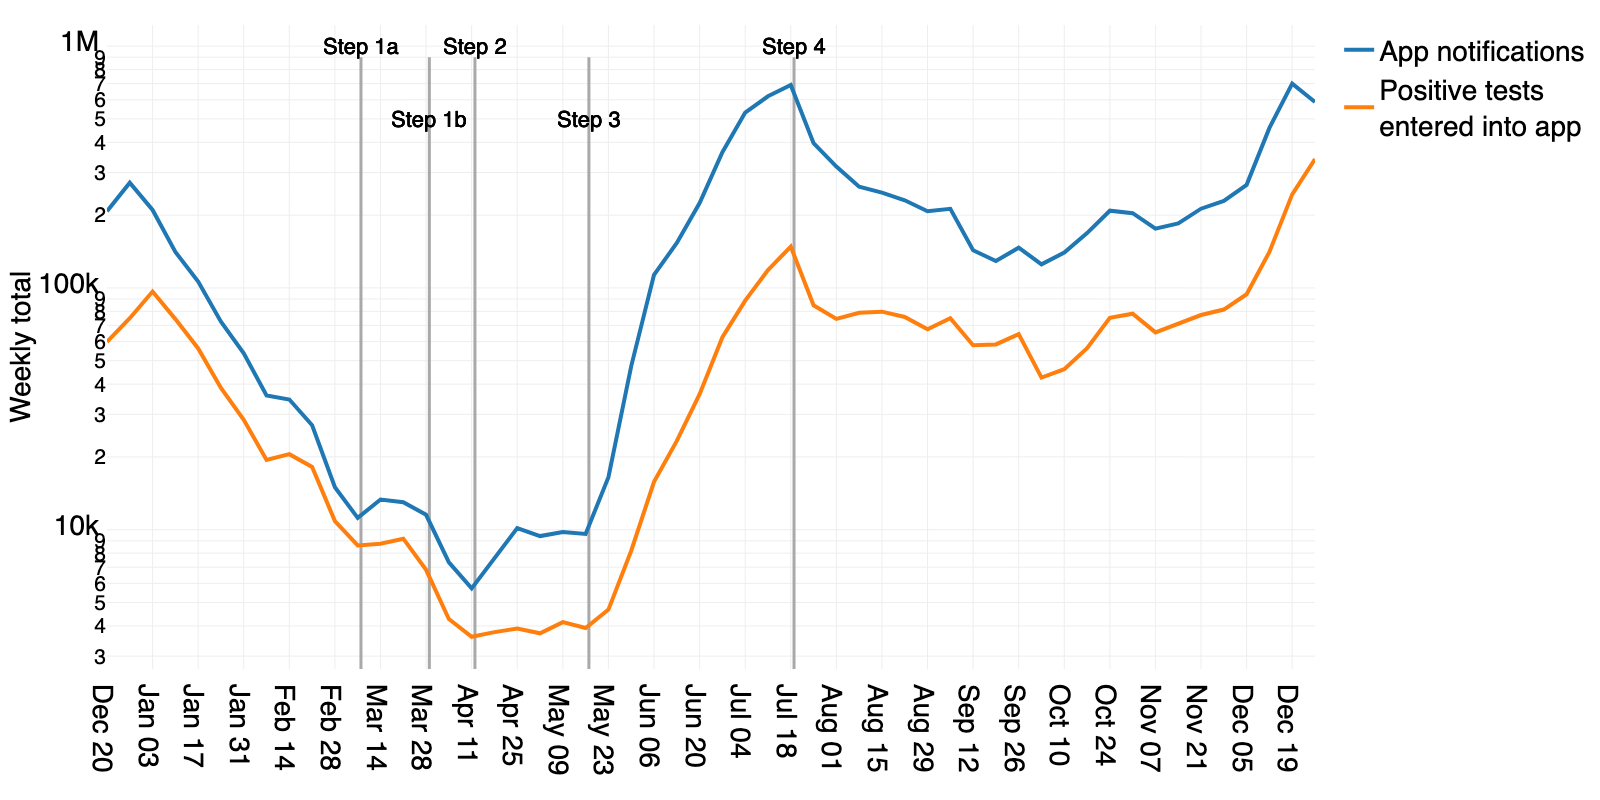 Step 1a
Step 2
Step 4
Step 1b
Step 3
App notifications
Positive tests
entered into app
Weekly total
1M
9
8
7
6
5
4
3
2
100k
9
8
7
6
5
4
3
2
10k
9
8
7
6
5
4
3
Dec 20
Jan 03
Jan 17
Jan 31
Feb 14
Feb 28
Mar 14
Mar 28
Apr 11
Apr 25
May 09
May 23
Jun 06
Jun 20
Jul 04
Jul 18
Aug 01
Aug 15
Aug 29
Sep 12
Sep 26
Oct 10
Oct 24
Nov 07
Nov 21
Dec 05
Dec 19